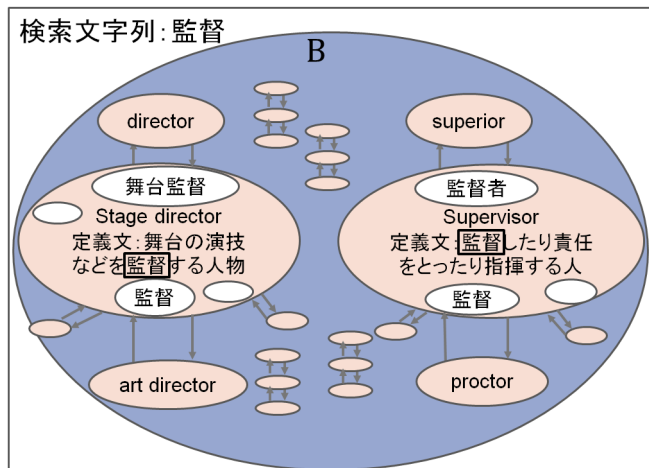 検索文字列:監督
B
director
superior
舞台監督
監督者
Stage director
定義文:舞台の演技
などを監督する人物
Supervisor
定義文:監督したり責任
をとったり指揮する人
監督
監督
art director
proctor